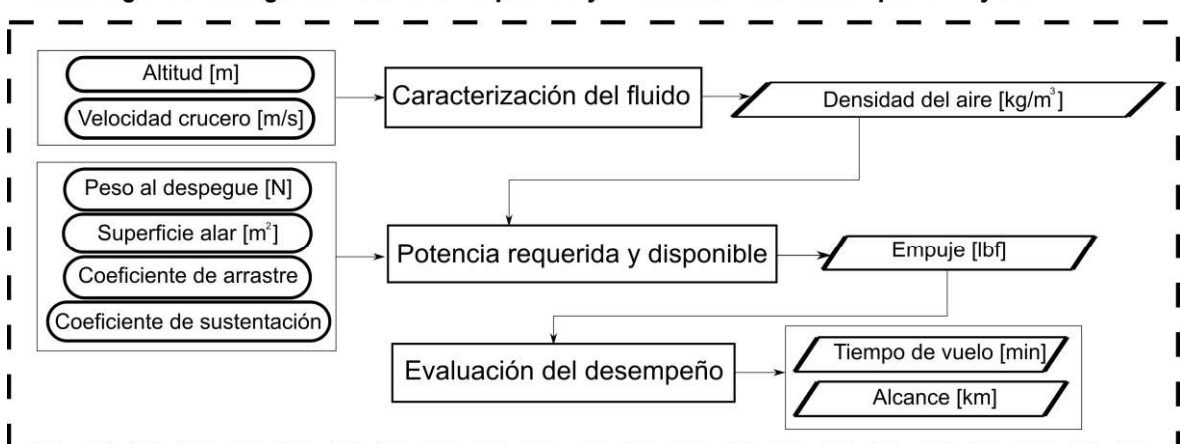 Altitud [m]
Velocidad crucero [m/s]
Caracterización del fluido
Densidad del aire [kg/m³]
Peso al despegue [N]
Superficie alar [m²]
Coeficiente de arrastre
Coeficiente de sustentación
Potencia requerida y disponible
Empuje [lbf]
Evaluación del desempeño
Tiempo de vuelo [min]
Alcance [km]